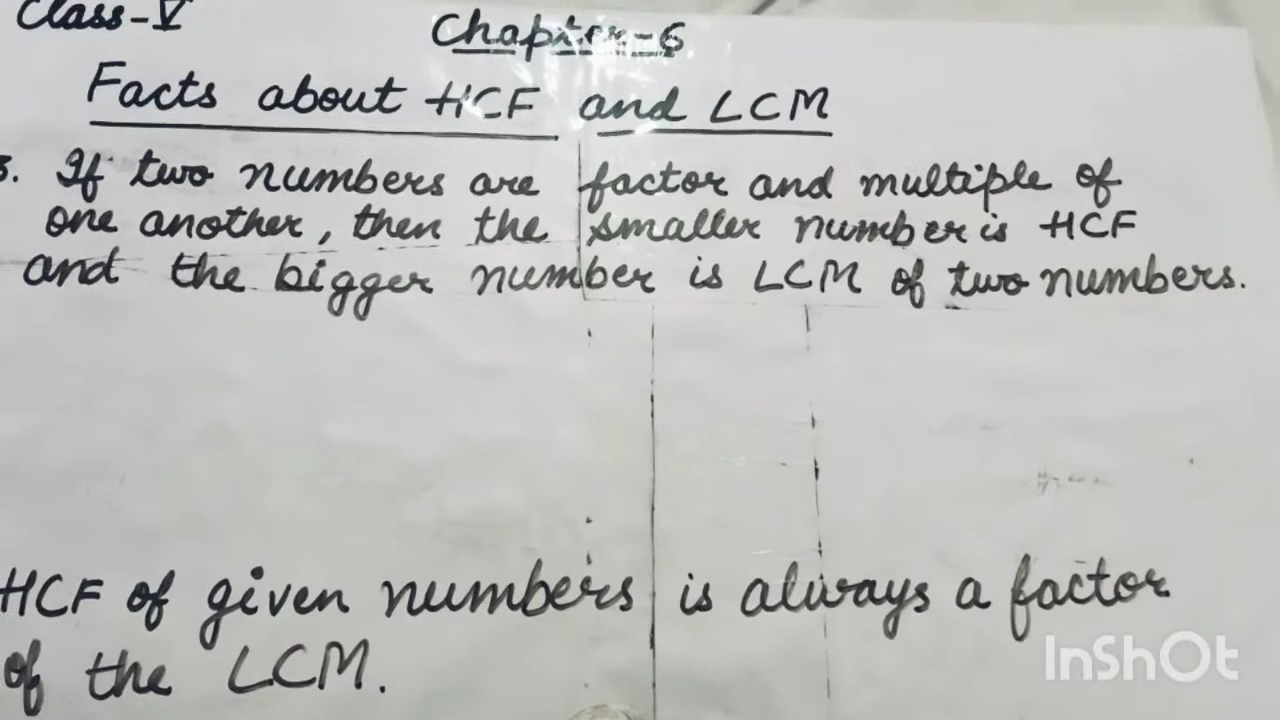 Class-V
Chapter-6
Facts about HCF and LCM
3. If two numbers are factor and multiple of
one another, then the smaller number is HCF
and the bigger number is LCM of two numbers.
HCF of given numbers is always a factor
of the LCM.
InShOt